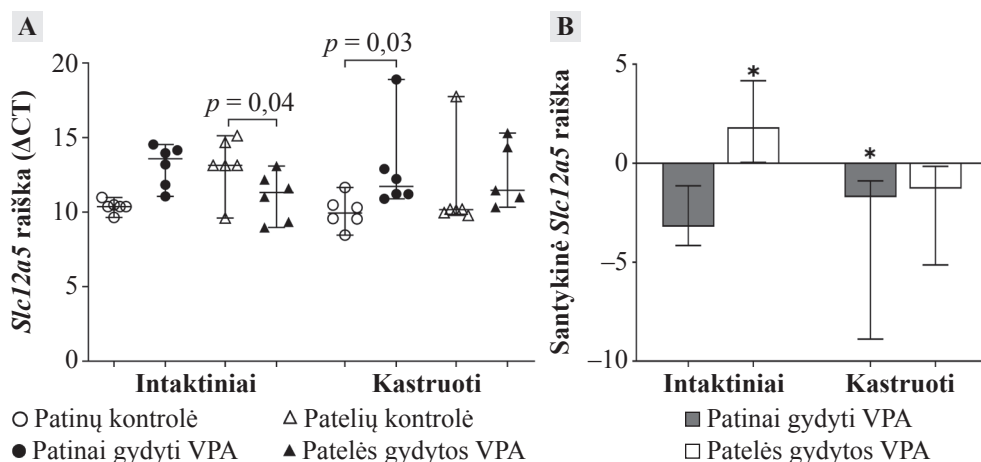 A
Slc12a5 raiška (ΔCT)
20
15
10
5
0
p = 0,04
p = 0,03
Intaktiniai Kastruoti
Patinų kontrolė
Patelių kontrolė
Patinai gydyti VPA
Patelės gydytos VPA
B
Santykinė Slc12a5 raiška
5
0
–5
–10
*
*
Intaktiniai Kastruoti
Patinai gydyti VPA
Patelės gydytos VPA